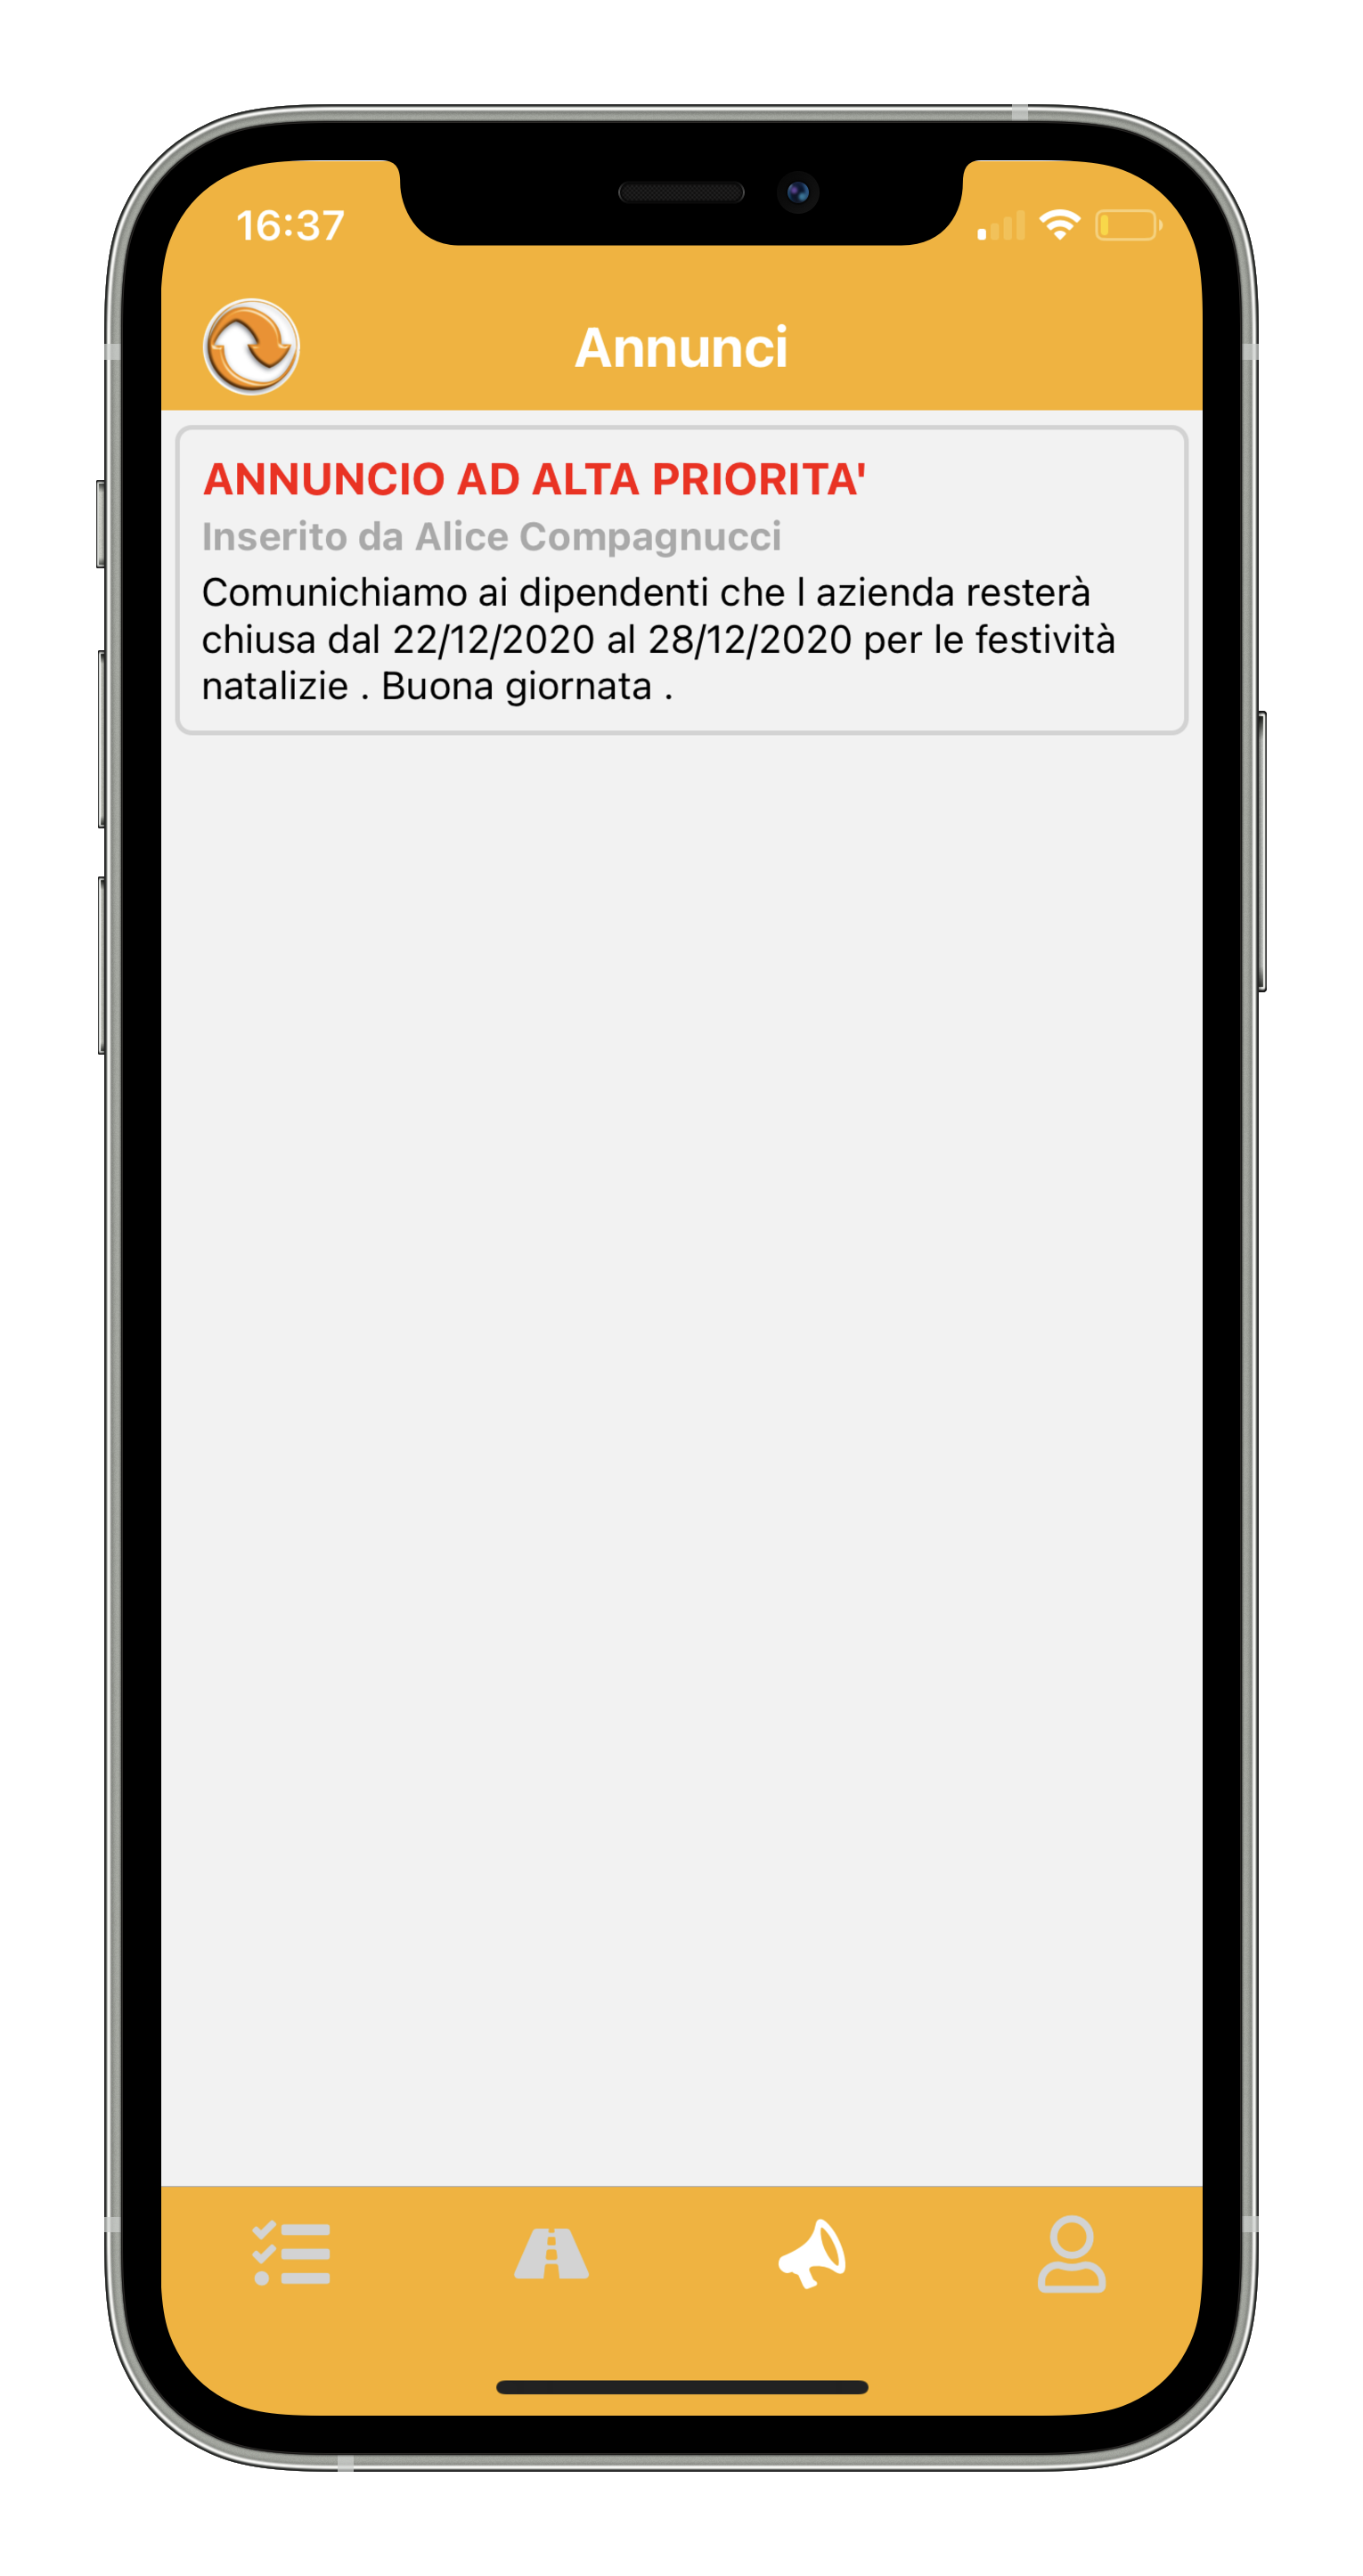 16:37
Annunci
ANNUNCIO AD ALTA PRIORITA'
Inserito da Alice Compagnucci
Comunichiamo ai dipendenti che l azienda resterà
chiusa dal 22/12/2020 al 28/12/2020 per le festività
natalizie . Buona giornata .